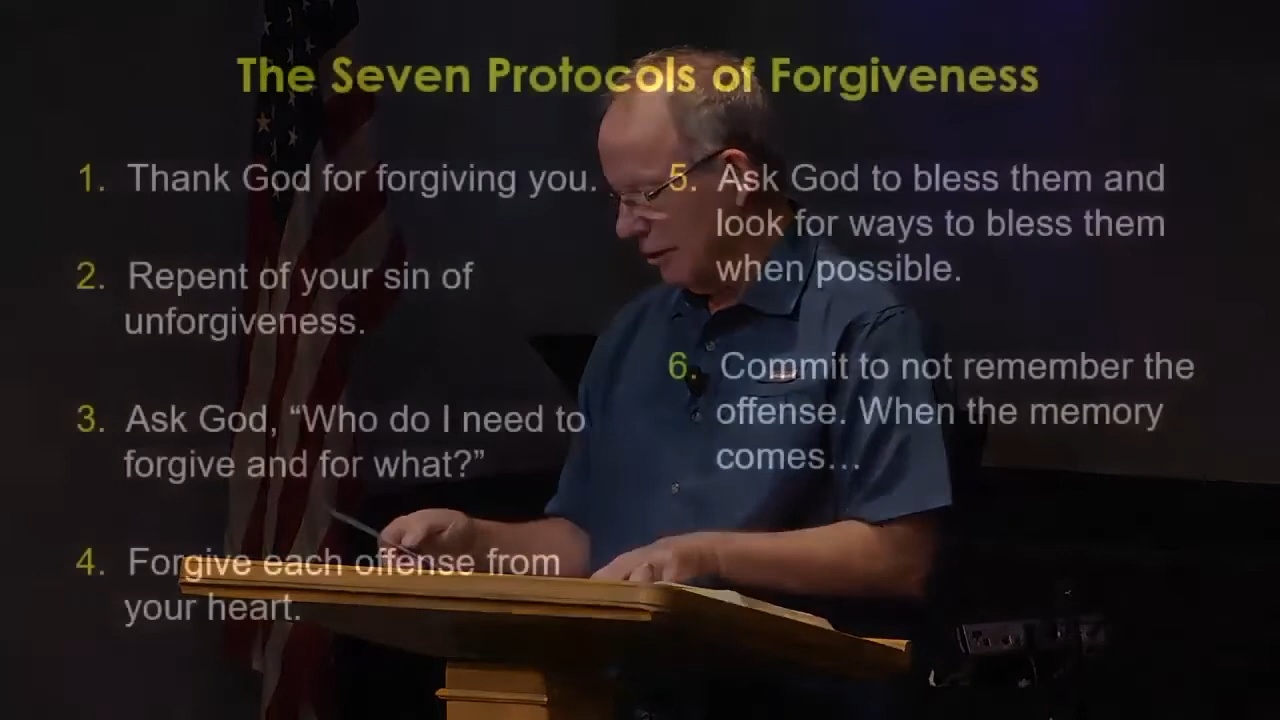 The Seven Protocols of Forgiveness
1. Thank God for forgiving you.
2. Repent of your sin of
unforgiveness.
3. Ask God, “Who do I need to
forgive and for what?”
4. Forgive each offense from
your heart.
5. Ask God to bless them and
look for ways to bless them
when possible.
6. Commit to not remember the
offense. When the memory
comes…